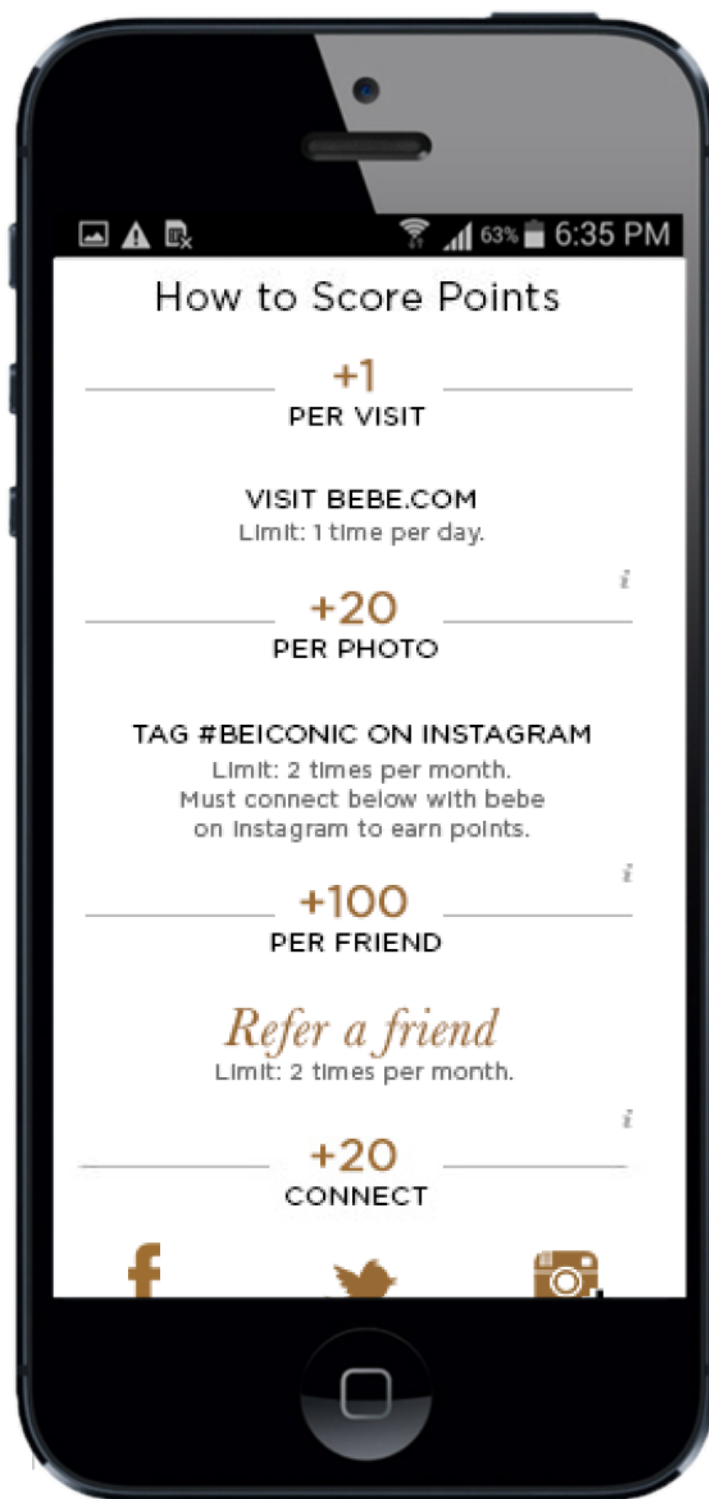 63% 6:35 PM
How to Score Points
+1
PER VISIT
VISIT BEBE.COM
Limit: 1 time per day.
+20
PER PHOTO
TAG #BEICONIC ON INSTAGRAM
Limit: 2 times per month.
Must connect below with bebe
on Instagram to earn points.
+100
PER FRIEND
Refer a friend
Limit: 2 times per month.
+20
CONNECT